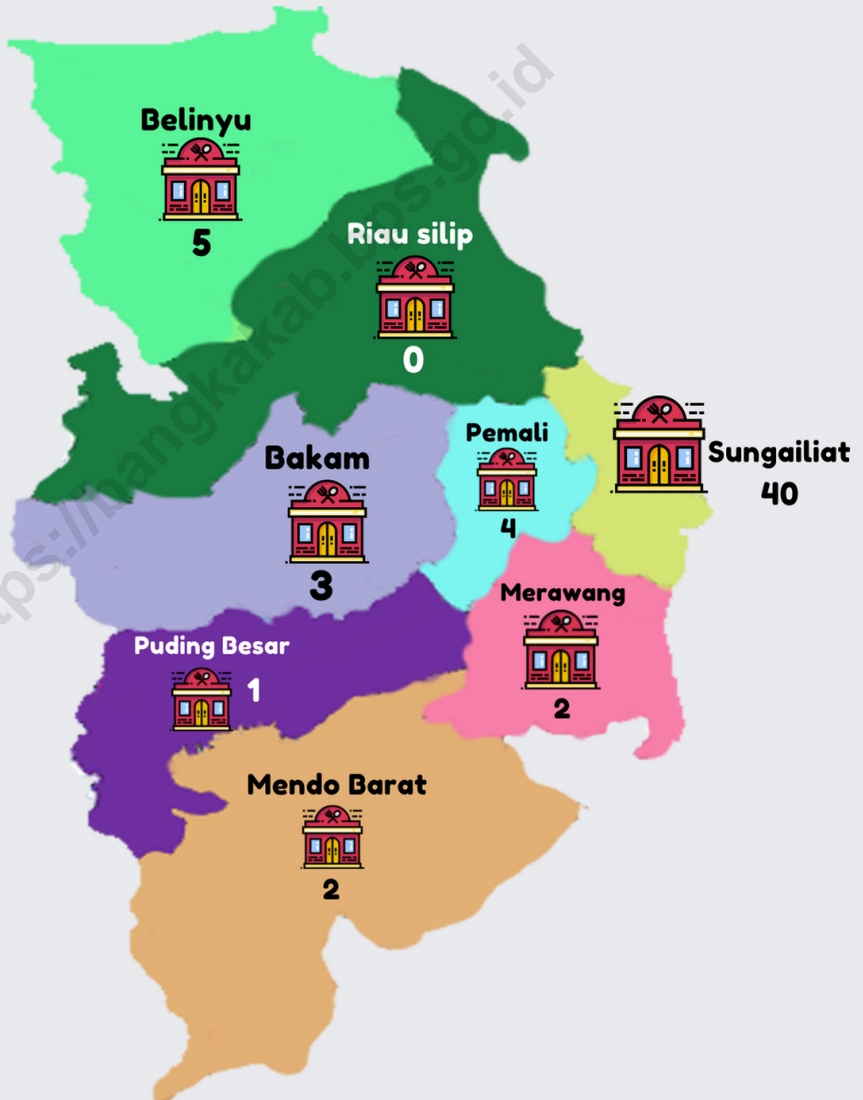 Belinyu
5
Riau silip
0
Bakam
3
Pemali
4
Sungailiat
40
Merawang
2
Puding Besar
1
Mendo Barat
2
tps://bangkakab.bps.go.id